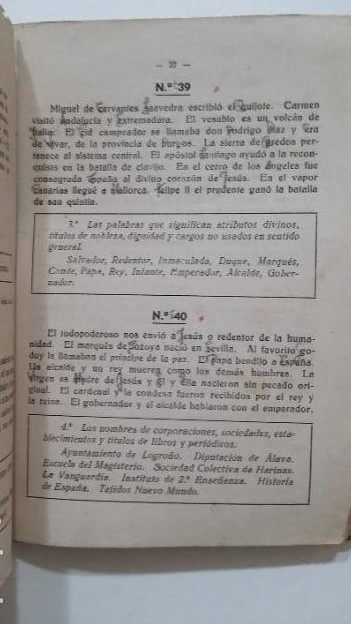 — 20 —
N.º 39
Miguel de Cervantes Saavedra escribió el quijote. Carmen
visitó Andalucía y extremadura. El vesubio es un volcán de
Italia. El Cid campeador se llamaba don Rodrigo Díaz y era
de vivar, de la provincia de burgos. La sierra de gredos per-
tenece al sistema central. El apóstol Santiago ayudó a la recon-
quista en la batalla de clavijo. En el cerro de los Ángeles fue
consagrada España al divino corazón de Jesús. En el vapor
Canarias llegué a mallorca. felipe II el prudente ganó la batalla
de san quintín.
3.ª Las palabras que significan atributos divinos,
títulos de nobleza, dignidad y cargos no usados en sentido
general.
Salvador, Redentor, Inmaculada, Duque, Marqués,
Conde, Papa, Rey, Infante, Emperador, Alcalde, Gober-
nador.
N.º 40
El todopoderoso nos envió a Jesús o redentor de la huma-
nidad. El marqués de nació en Sevilla. Al favorito go-
doy le llamaban el príncipe de la paz. El papa bendijo a españa.
Un alcalde y un rey mueren como los demás hombres. La
virgen es Madre de Jesús y él y ella nacieron sin pecado ori-
ginal. El cardenal y la condesa fueron recibidos por el rey y
la reina. El gobernador y el alcalde hablaron con el emperador.
4.ª Los nombres de corporaciones, sociedades, esta-
blecimientos y títulos de libros y periódicos.
Ayuntamiento de Logroño. Diputación de Álava.
Escuela del Magisterio. Sociedad Colectiva de Harinas.
La Vanguardia. Instituto de 2.ª Enseñanza. Historia
de España. Tejidos Nuevo Mundo.